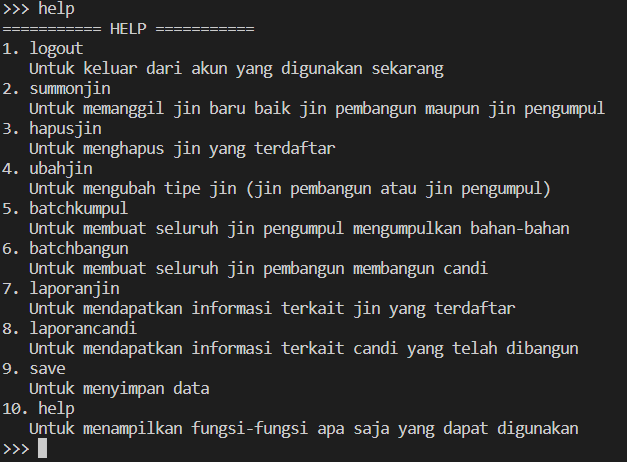 >>> help
=========== HELP ===========
1. logout
Untuk keluar dari akun yang digunakan sekarang
2. summonjin
Untuk memanggil jin baru baik jin pembangun maupun jin pengumpul
3. hapusjin
Untuk menghapus jin yang terdaftar
4. ubahjin
Untuk mengubah tipe jin (jin pembangun atau jin pengumpul)
5. batchkumpul
Untuk membuat seluruh jin pengumpul mengumpulkan bahan-bahan
6. batchbangun
Untuk membuat seluruh jin pembangun membangun candi
7. laporanjin
Untuk mendapatkan informasi terkait jin yang terdaftar
8. laporancandi
Untuk mendapatkan informasi terkait candi yang telah dibangun
9. save
Untuk menyimpan data
10. help
Untuk menampilkan fungsi-fungsi apa saja yang dapat digunakan
>>>